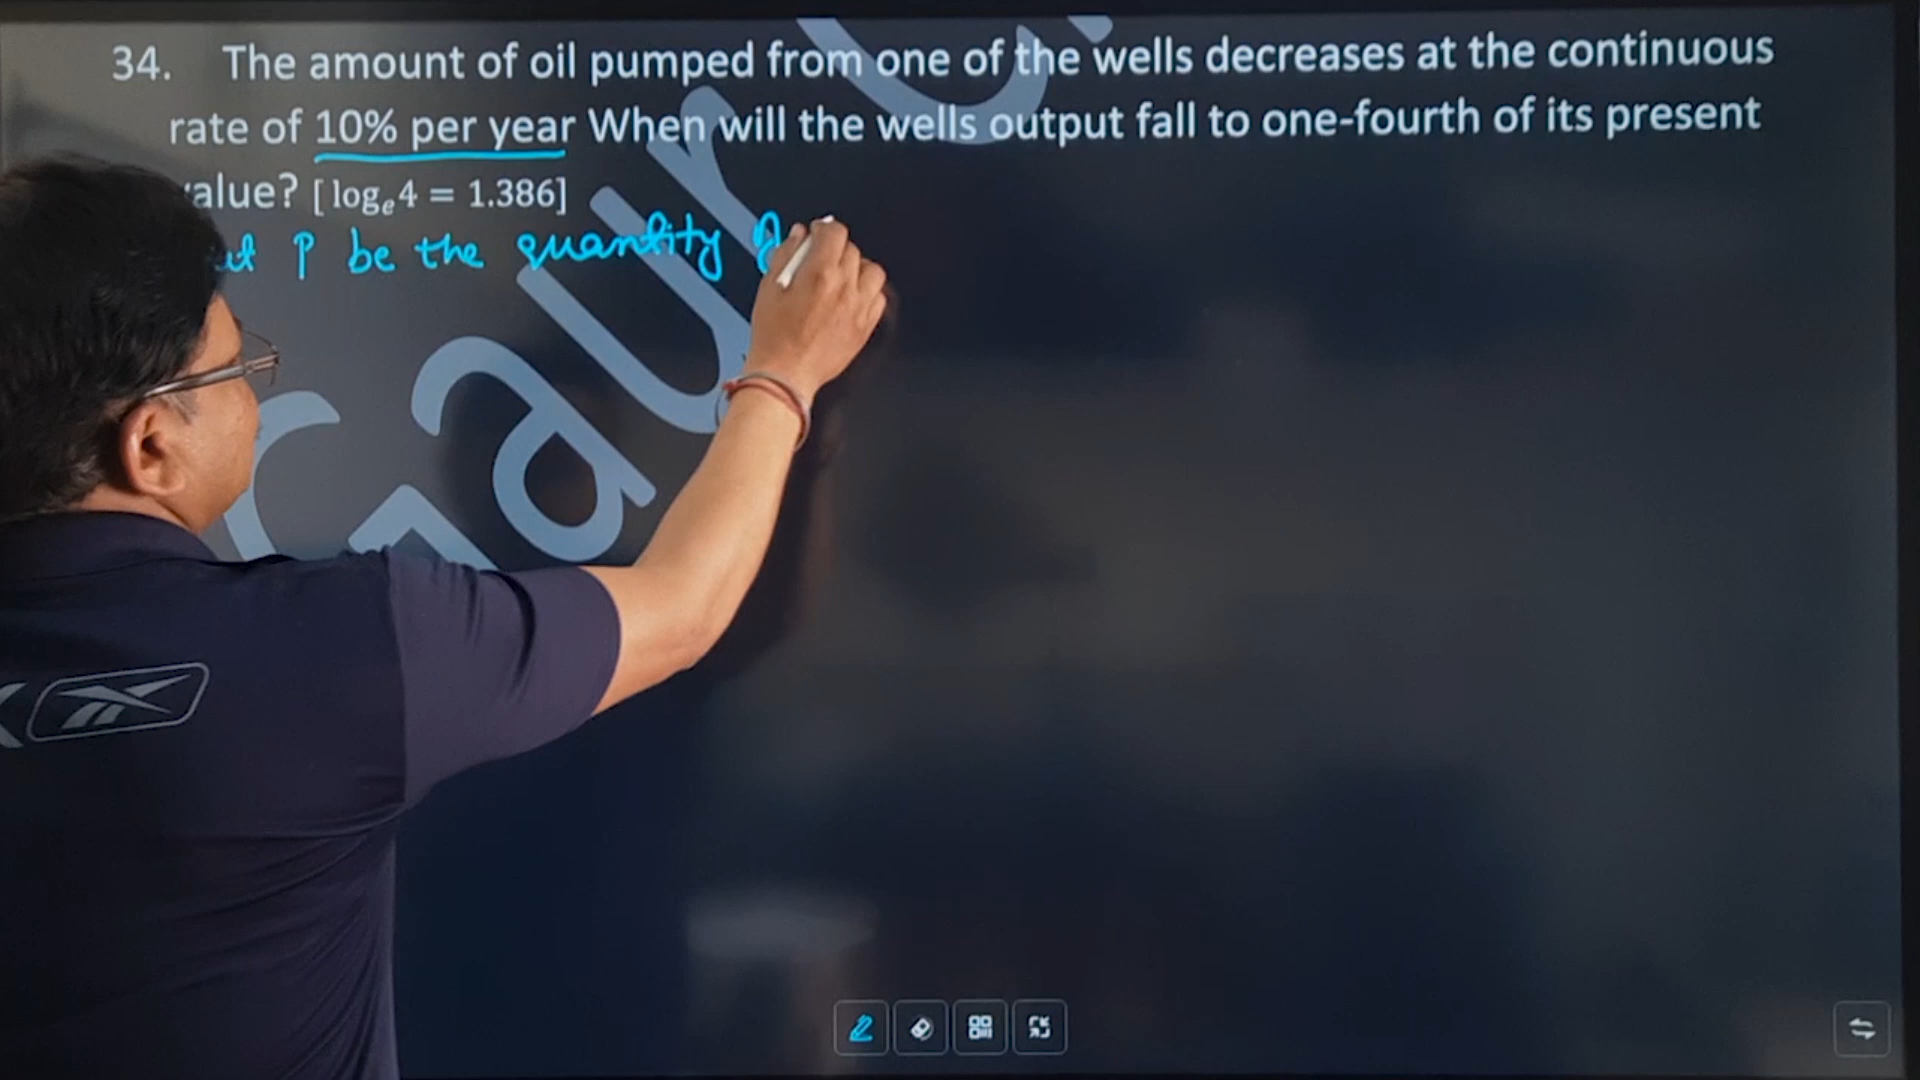 34. The amount of oil pumped from one of the wells decreases at the continuous
rate of 10% per year When will the wells output fall to one-fourth of its present
alue? [ logₑ4 = 1.386]
P be the quantity
Gaur